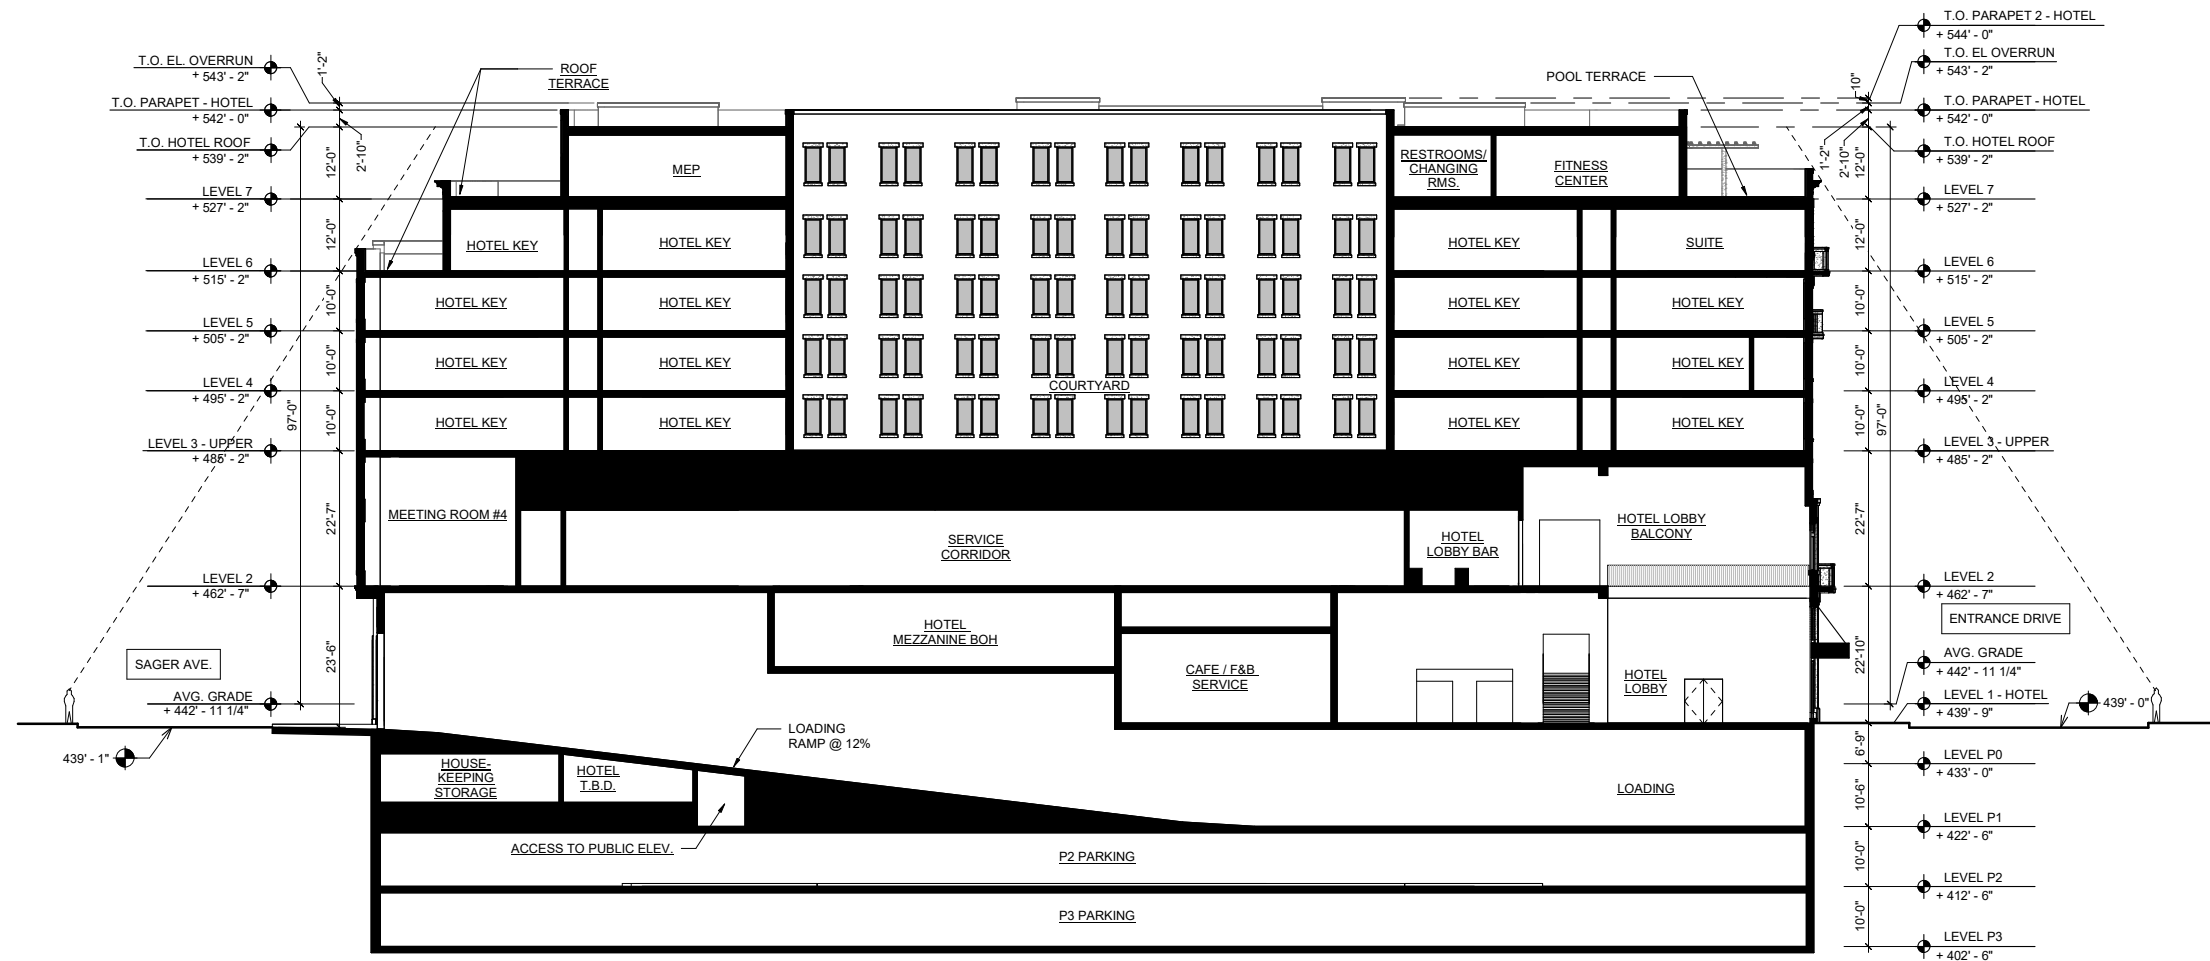 T.O. EL. OVERRUN
+ 543' - 2"
T.O. PARAPET - HOTEL
+ 542' - 0"
T.O. HOTEL ROOF
+ 539' - 2"
LEVEL 7
+ 527' - 2"
LEVEL 6
+ 515' - 2"
LEVEL 5
+ 505' - 2"
LEVEL 4
+ 495' - 2"
LEVEL 3 - UPPER
+ 485' - 2"
LEVEL 2
+ 462' - 7"
SAGER AVE.
AVG. GRADE
+ 442' - 11 1/4"
439' - 1"
1'-2"
2'-10"
12'-0"
12'-0"
10'-0"
10'-0"
10'-0"
97'-0"
22'-7"
23'-6"
ROOF
TERRACE
POOL TERRACE
MEP
RESTROOMS/
CHANGING
RMS.
FITNESS
CENTER
HOTEL KEY
HOTEL KEY
HOTEL KEY
SUITE
HOTEL KEY
HOTEL KEY
HOTEL KEY
HOTEL KEY
HOTEL KEY
HOTEL KEY
HOTEL KEY
HOTEL KEY
COURTYARD
HOTEL KEY
HOTEL KEY
HOTEL KEY
HOTEL KEY
MEETING ROOM #4
SERVICE
CORRIDOR
HOTEL
LOBBY BAR
HOTEL LOBBY
BALCONY
HOTEL
MEZZANINE BOH
CAFE / F&B
SERVICE
HOTEL
LOBBY
LOADING
RAMP @ 12%
HOUSE-
KEEPING
STORAGE
HOTEL
T.B.D.
LOADING
ACCESS TO PUBLIC ELEV.
P2 PARKING
P3 PARKING
10"
1'-2"
2'-10"
12'-0"
12'-0"
10'-0"
10'-0"
10'-0"
97'-0"
22'-7"
22'-10"
6'-9"
10'-6"
10'-0"
10'-0"
T.O. PARAPET 2 - HOTEL
+ 544' - 0"
T.O. EL OVERRUN
+ 543' - 2"
T.O. PARAPET - HOTEL
+ 542' - 0"
T.O. HOTEL ROOF
+ 539' - 2"
LEVEL 7
+ 527' - 2"
LEVEL 6
+ 515' - 2"
LEVEL 5
+ 505' - 2"
LEVEL 4
+ 495' - 2"
LEVEL 3 - UPPER
+ 485' - 2"
LEVEL 2
+ 462' - 7"
ENTRANCE DRIVE
AVG. GRADE
+ 442' - 11 1/4"
LEVEL 1 - HOTEL
+ 439' - 9"
439' - 0"
LEVEL P0
+ 433' - 0"
LEVEL P1
+ 422' - 6"
LEVEL P2
+ 412' - 6"
LEVEL P3
+ 402' - 6"